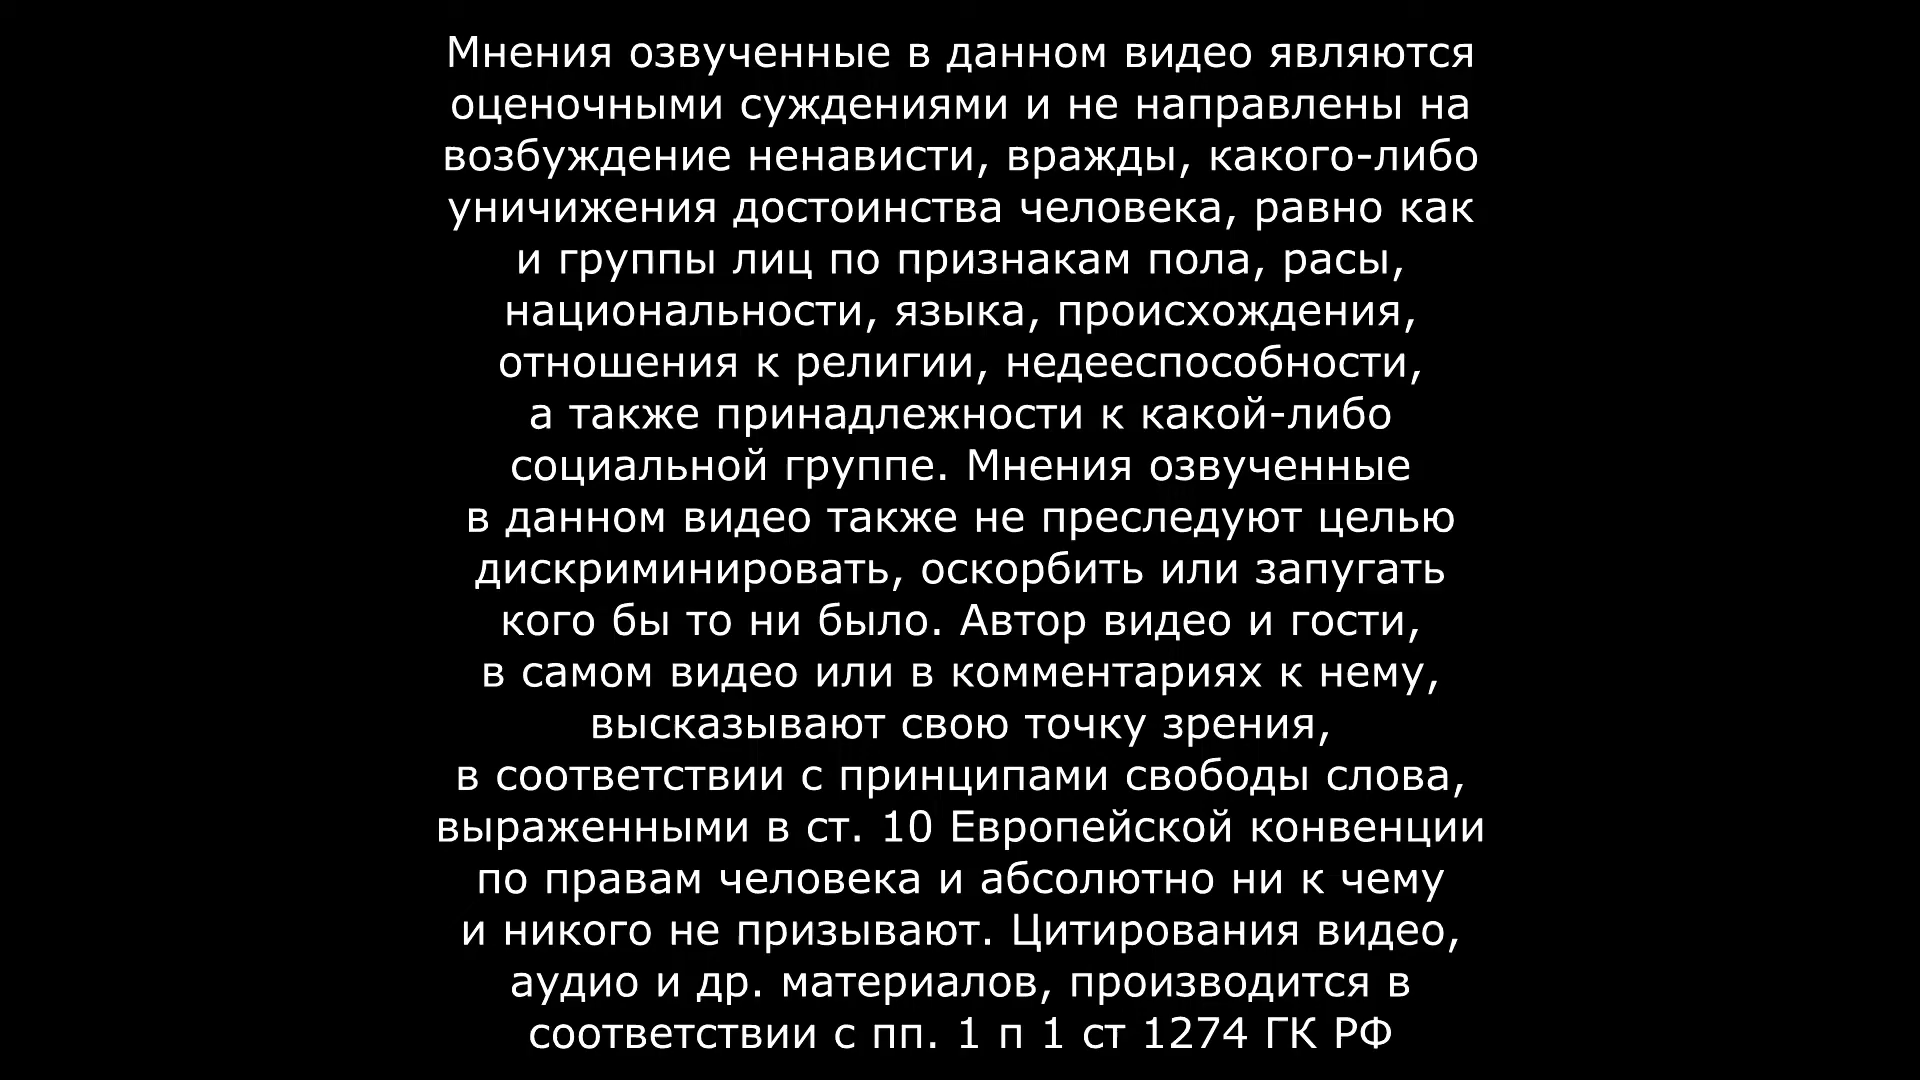 Мнения озвученные в данном видео являются
оценочными суждениями и не направлены на
возбуждение ненависти, вражды, какого-либо
уничижения достоинства человека, равно как
и группы лиц по признакам пола, расы,
национальности, языка, происхождения,
отношения к религии, недееспособности,
а также принадлежности к какой-либо
социальной группе. Мнения озвученные
в данном видео также не преследуют целью
дискриминировать, оскорбить или запугать
кого бы то ни было. Автор видео и гости,
в самом видео или в комментариях к нему,
высказывают свою точку зрения,
в соответствии с принципами свободы слова,
выраженными в ст. 10 Европейской конвенции
по правам человека и абсолютно ни к чему
и никого не призывают. Цитирования видео,
аудио и др. материалов, производится в
соответствии с пп. 1 п 1 ст 1274 ГК РФ